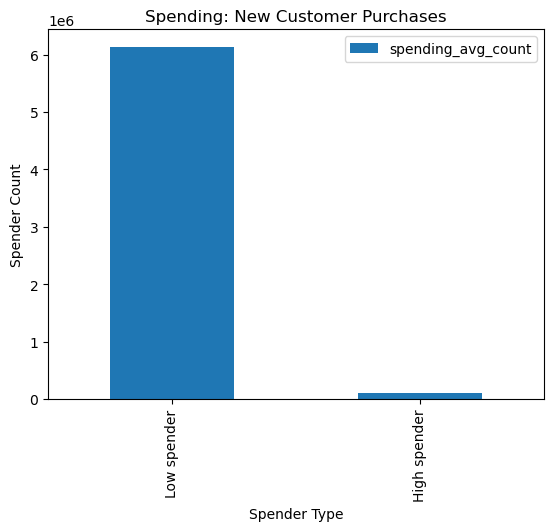 Spending: New Customer Purchases
1e6
spending_avg_count
6
5
4
3
2
1
0
Spender Count
Low spender
High spender
Spender Type